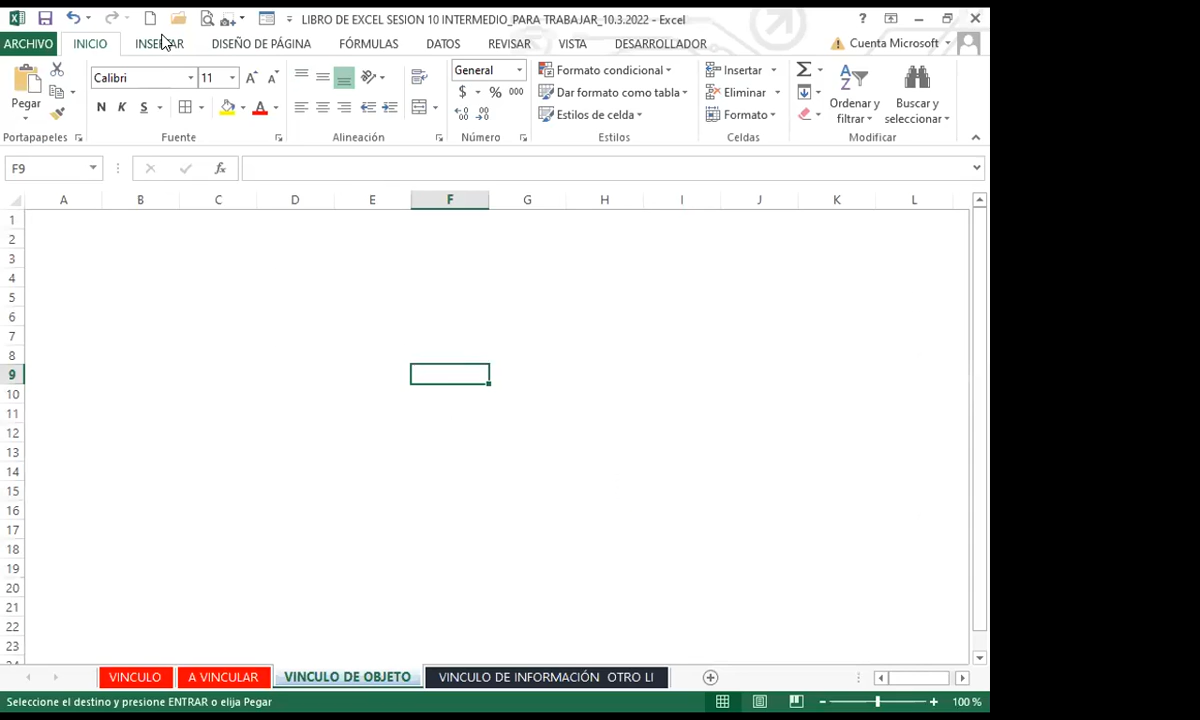 LIBRO DE EXCEL SESION 10 INTERMEDIO_PARA TRABAJAR_10.3.2022 - Excel
ARCHIVO INICIO INSERTAR DISEÑO DE PÁGINA FÓRMULAS DATOS REVISAR VISTA DESARROLLADOR Cuenta Microsoft
Pegar
Portapapeles
Calibri 11
N K S
Fuente
Alineación
General
$ % 000
Número
Formato condicional
Dar formato como tabla
Estilos de celda
Estilos
Insertar
Eliminar
Formato
Celdas
Ordenar y filtrar
Buscar y seleccionar
Modificar
F9 fx
A B C D E F G H I J K L
1
2
3
4
5
6
7
8
9
10
11
12
13
14
15
16
17
18
19
20
21
22
23
24
VINCULO A VINCULAR VINCULO DE OBJETO VINCULO DE INFORMACIÓN OTRO LI
Seleccione el destino y presione ENTRAR o elija Pegar 100 %